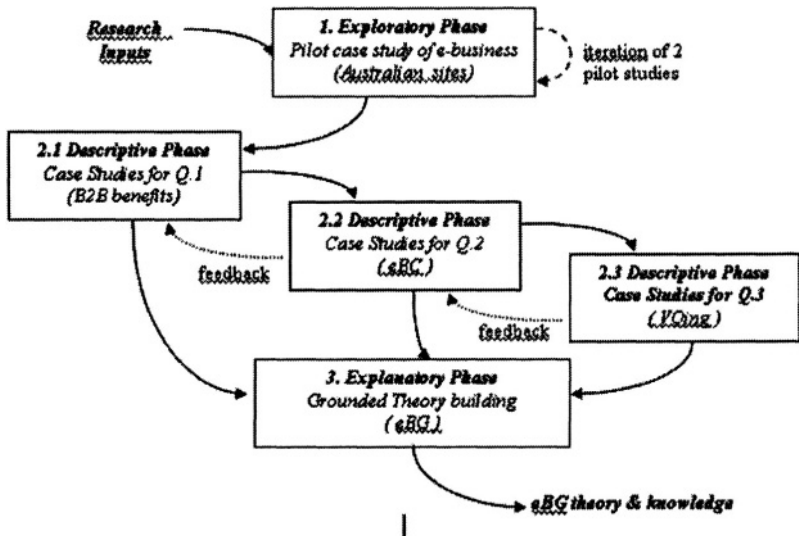 Research
Inputs
1. Exploratory Phase
Pilot case study of e-business
(Australian sites)
iteration of 2
pilot studies
2.1 Descriptive Phase
Case Studies for Q.1
(B2B benefits)
2.2 Descriptive Phase
Case Studies for Q.2
( eBC )
feedback
2.3 Descriptive Phase
Case Studies for Q.3
( VOing )
feedback
3. Explanatory Phase
Grounded Theory building
( eBG )
eBG theory & knowledge